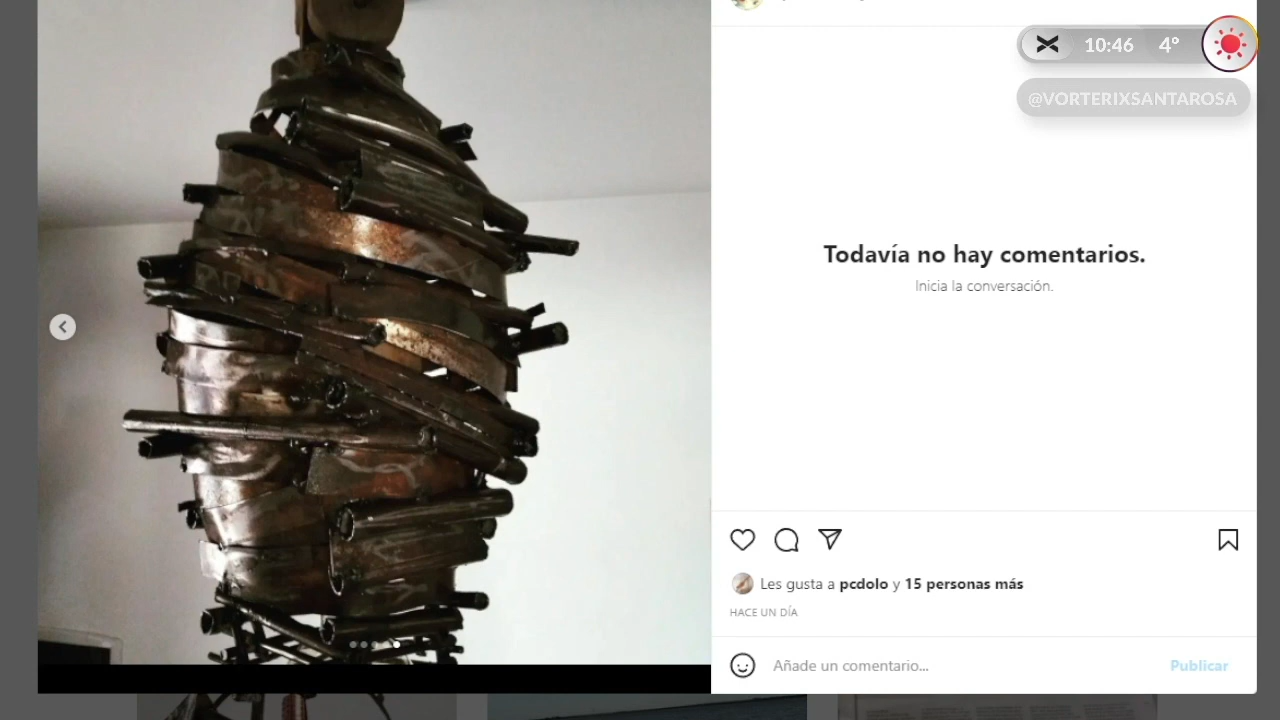 10:46 4°
@VORTERIXSANTAROSA
Todavía no hay comentarios.
Inicia la conversación.
Les gusta a pcdolo y 15 personas más
HACE UN DÍA
Añade un comentario...
Publicar